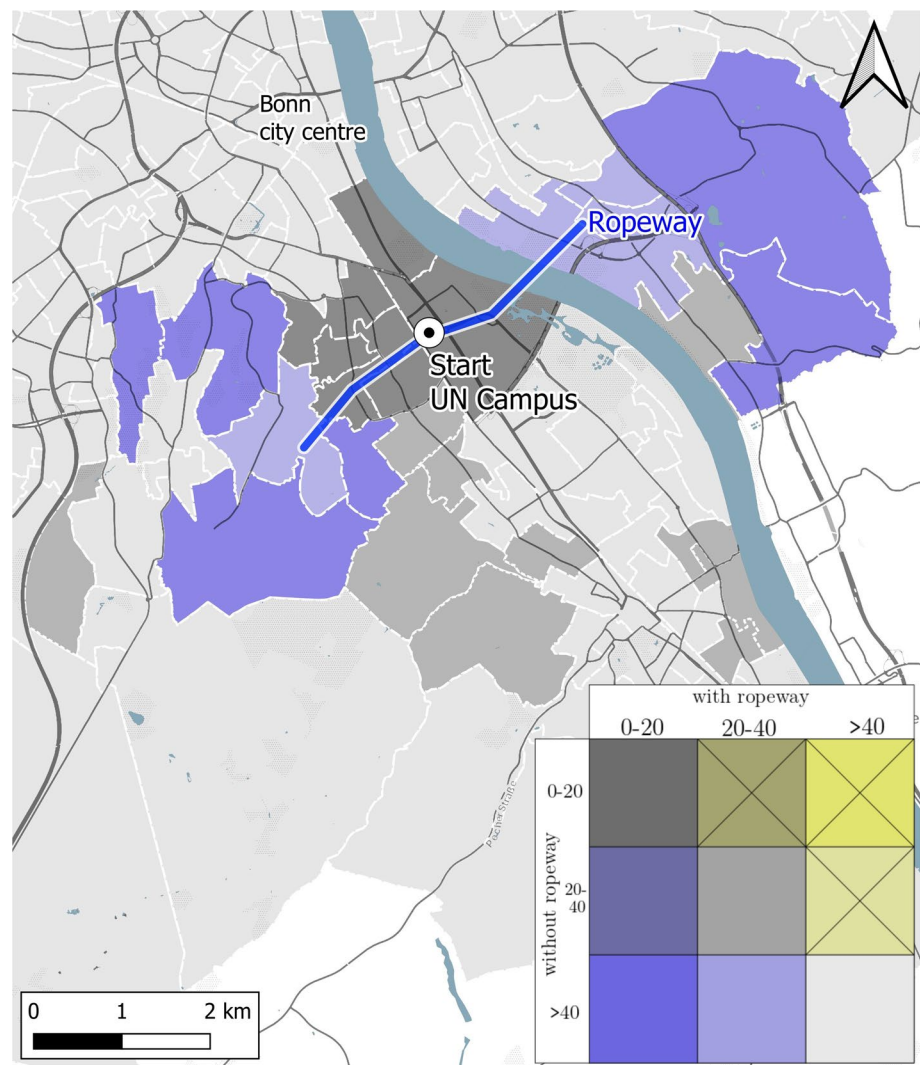 Bonn
city centre
Ropeway
Start
UN Campus
with ropeway
0-20
20-40
>40
without ropeway
0-20
20-
40
>40
0
1
2 km